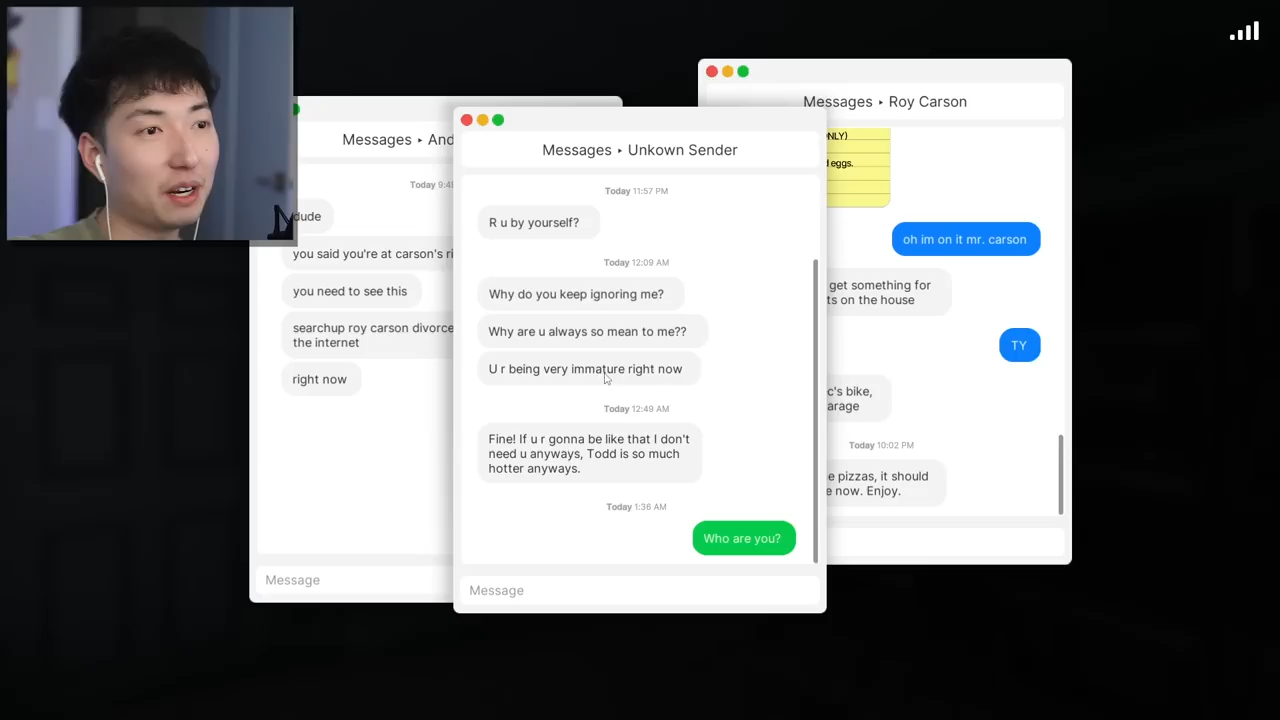 Messages ‣ And
Today 9:4
dude
you said you're at carson's ri
you need to see this
searchup roy carson divorce
the internet
right now
Message
Messages ‣ Unkown Sender
Today 11:57 PM
R u by yourself?
Today 12:09 AM
Why do you keep ignoring me?
Why are u always so mean to me??
U r being very immature right now
Today 12:49 AM
Fine! If u r gonna be like that I don't
need u anyways, Todd is so much
hotter anyways.
Today 1:36 AM
Who are you?
Message
Messages ‣ Roy Carson
NLY)
eggs.
oh im on it mr. carson
get something for
ts on the house
TY
c's bike,
arage
Today 10:02 PM
e pizzas, it should
e now. Enjoy.